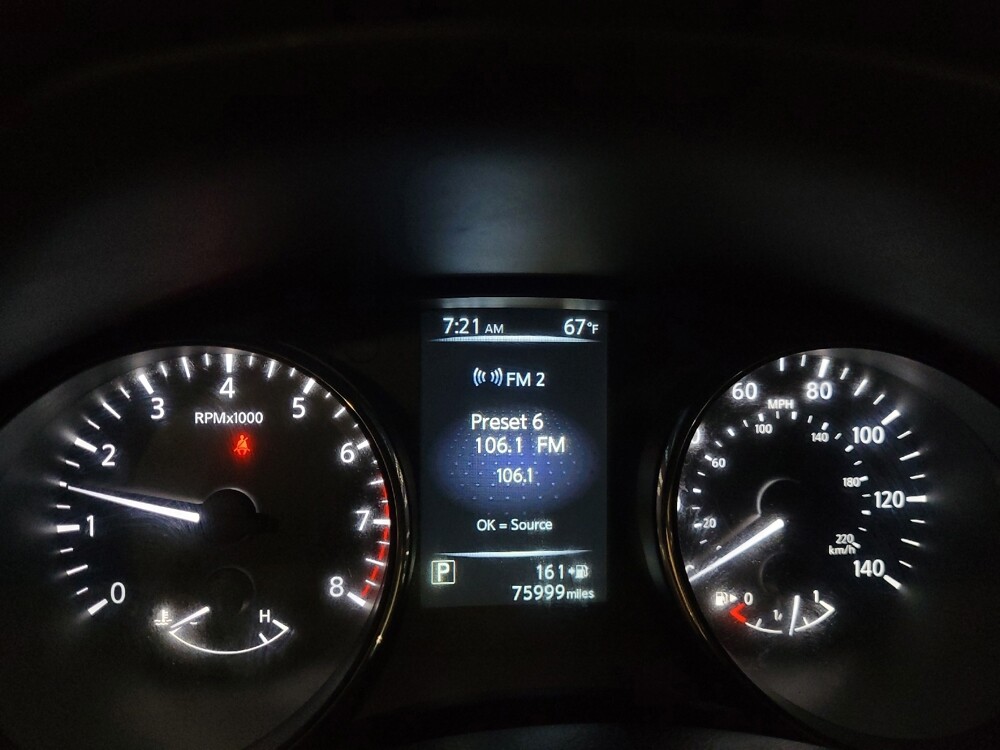 7:21 AM 67°F
FM 2
Preset 6
106.1 FM
106.1
OK = Source
P
161
75999 miles
0
1
2
3
4
5
6
7
8
RPMx1000
H
60
80
100
120
140
MPH
20
60
100
140
180
220
km/h
0
1